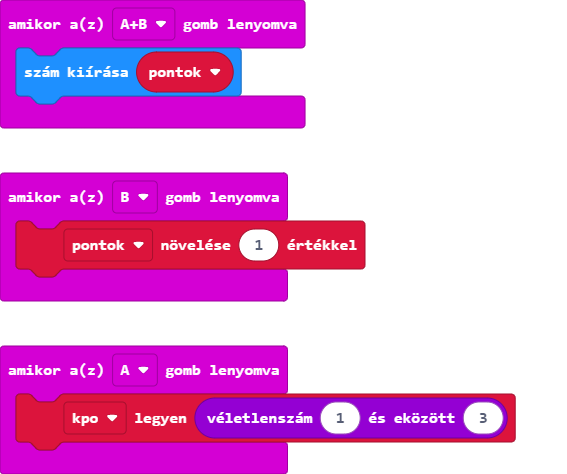 amikor a(z) A+B gomb lenyomva
szám kiírása pontok
amikor a(z) B gomb lenyomva
pontok növelése 1 értékkel
amikor a(z) A gomb lenyomva
kpo legyen véletlenszám 1 és eközött 3